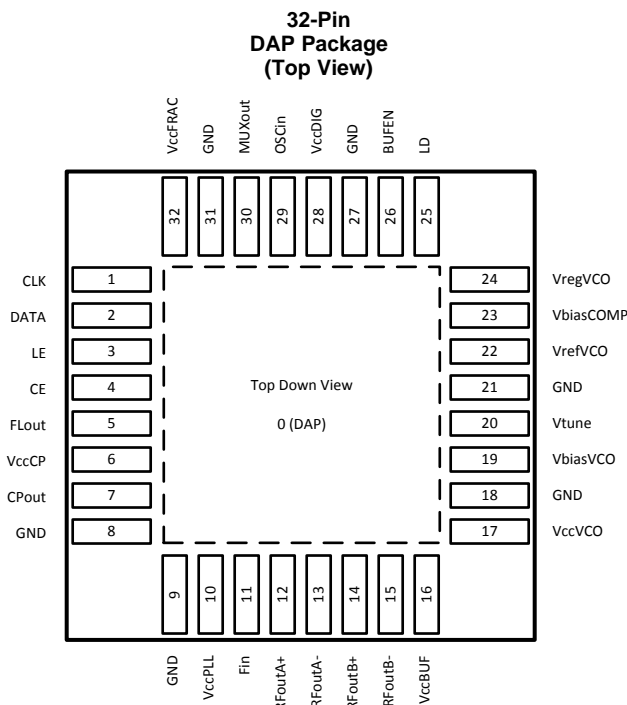 32-Pin
DAP Package
(Top View)
VccFRAC
GND
MUXout
OSCin
VccDIG
GND
BUFEN
LD
32
31
30
29
28
27
26
25
CLK 1
DATA 2
LE 3
CE 4
FLout 5
VccCP 6
CPout 7
GND 8
Top Down View
0 (DAP)
24 VregVCO
23 VbiasCOMP
22 VrefVCO
21 GND
20 Vtune
19 VbiasVCO
18 GND
17 VccVCO
9
10
11
12
13
14
15
16
GND
VccPLL
Fin
RFoutA+
RFoutA-
RFoutB+
RFoutB-
VccBUF